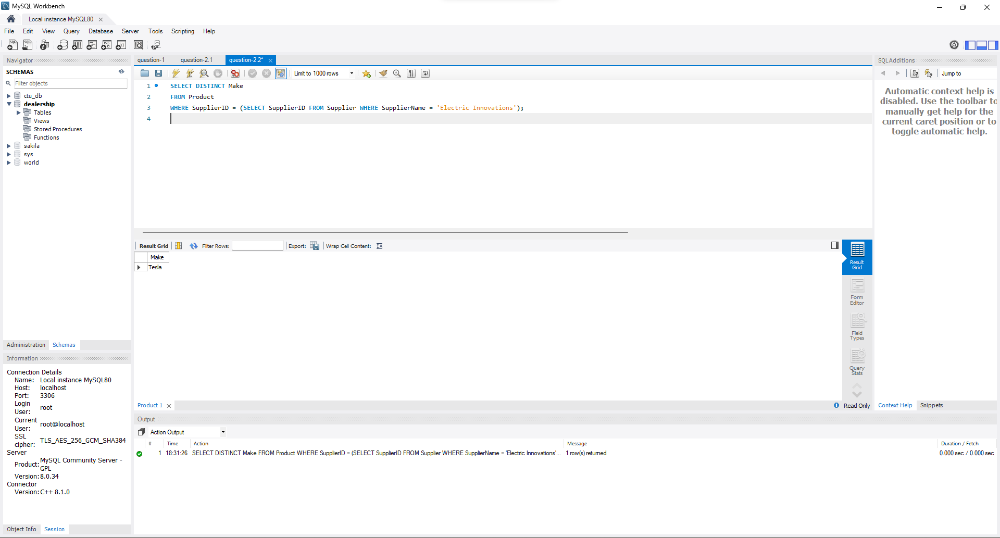 MySQL Workbench
Local instance MySQL80
File Edit View Query Database Server Tools Scripting Help
Navigator
SCHEMAS
Filter objects
ctu_db
dealership
Tables
Views
Stored Procedures
Functions
sakila
sys
world
Administration Schemas
Information
Connection Details
Name: Local instance MySQL80
Host: localhost
Port: 3306
Login User: root
Current User: root@localhost
SSL cipher: TLS_AES_256_GCM_SHA384
Server
Product: MySQL Community Server - GPL
Version: 8.0.34
Connector
Version: C++ 8.1.0
Object Info Session
question-1 question-2.1 question-2.2*
Limit to 1000 rows
1 SELECT DISTINCT Make
2 FROM Product
3 WHERE SupplierID = (SELECT SupplierID FROM Supplier WHERE SupplierName = 'Electric Innovations');
4
Result Grid Filter Rows: Export: Wrap Cell Content:
Make
Tesla
Result Grid
Form Editor
Field Types
Query Stats
Product 1
Read Only
Output
Action Output
# Time Action Message Duration / Fetch
1 18:31:26 SELECT DISTINCT Make FROM Product WHERE SupplierID = (SELECT SupplierID FROM Supplier WHERE SupplierName = 'Electric Innovations'... 1 row(s) returned 0.000 sec / 0.000 sec
SQLAdditions
Jump to
Automatic context help is
disabled. Use the toolbar to
manually get help for the
current caret position or to
toggle automatic help.
Context Help Snippets